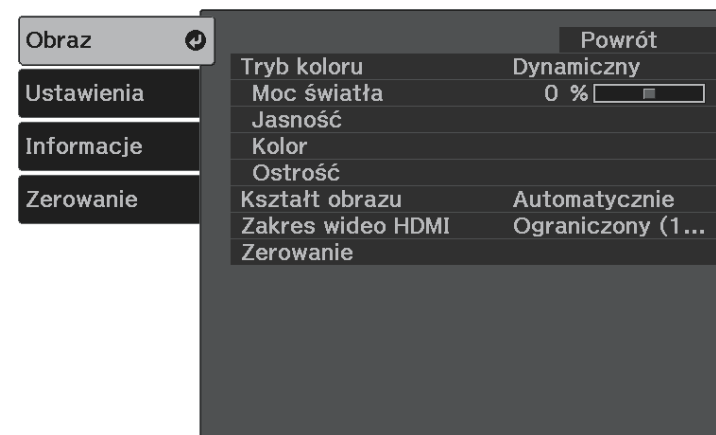 Obraz
Ustawienia
Informacje
Zerowanie
Powrót
Tryb koloru Dynamiczny
Moc światła 0 %
Jasność
Kolor
Ostrość
Kształt obrazu Automatycznie
Zakres wideo HDMI Ograniczony (1...
Zerowanie